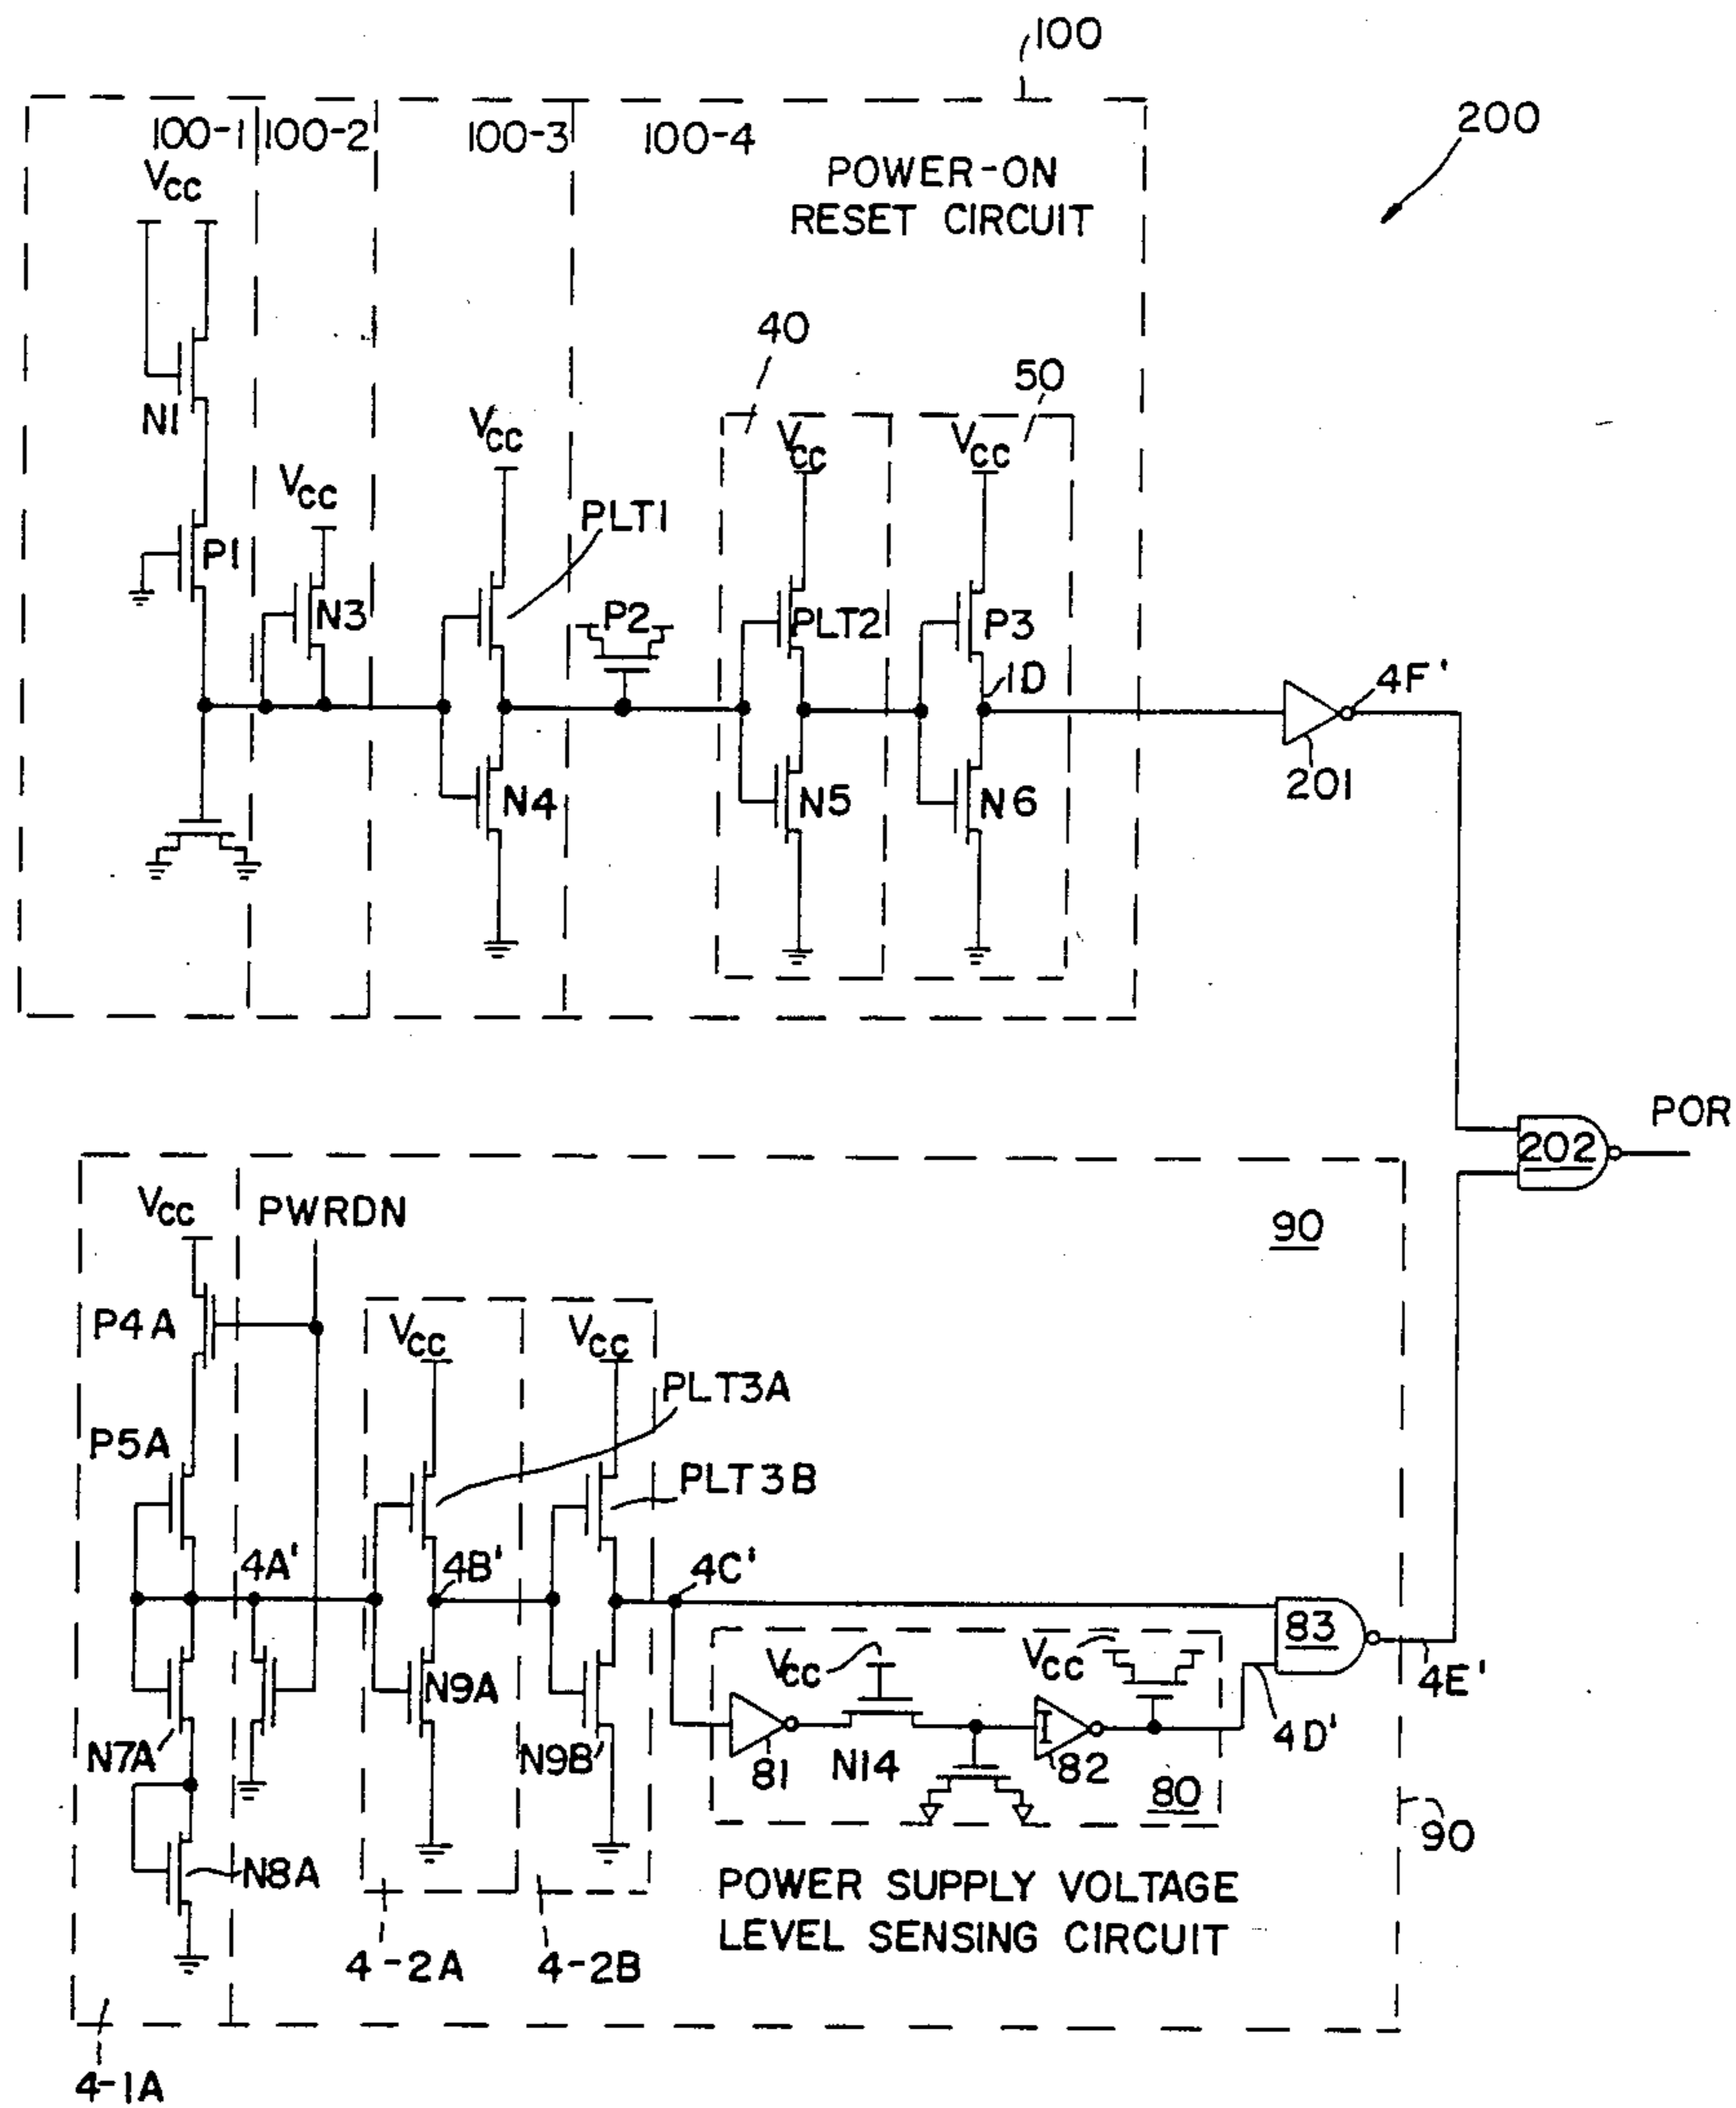 100
200
100-1
100-2
100-3
100-4
POWER-ON
RESET CIRCUIT
VCC
N1
P1
VCC
N3
VCC
PLT1
P2
40
50
VCC
VCC
PLT2
P3
1D
N4
N5
N6
4F'
201
202
POR
90
VCC
PWRDN
P4A
VCC
VCC
PLT3A
P5A
PLT3B
4A'
4B'
4C'
83
VCC
VCC
N7A
N9A
N9B
81
N14
I
82
80
4D'
4E'
N8A
90
POWER SUPPLY VOLTAGE
LEVEL SENSING CIRCUIT
4-2A
4-2B
4-1A